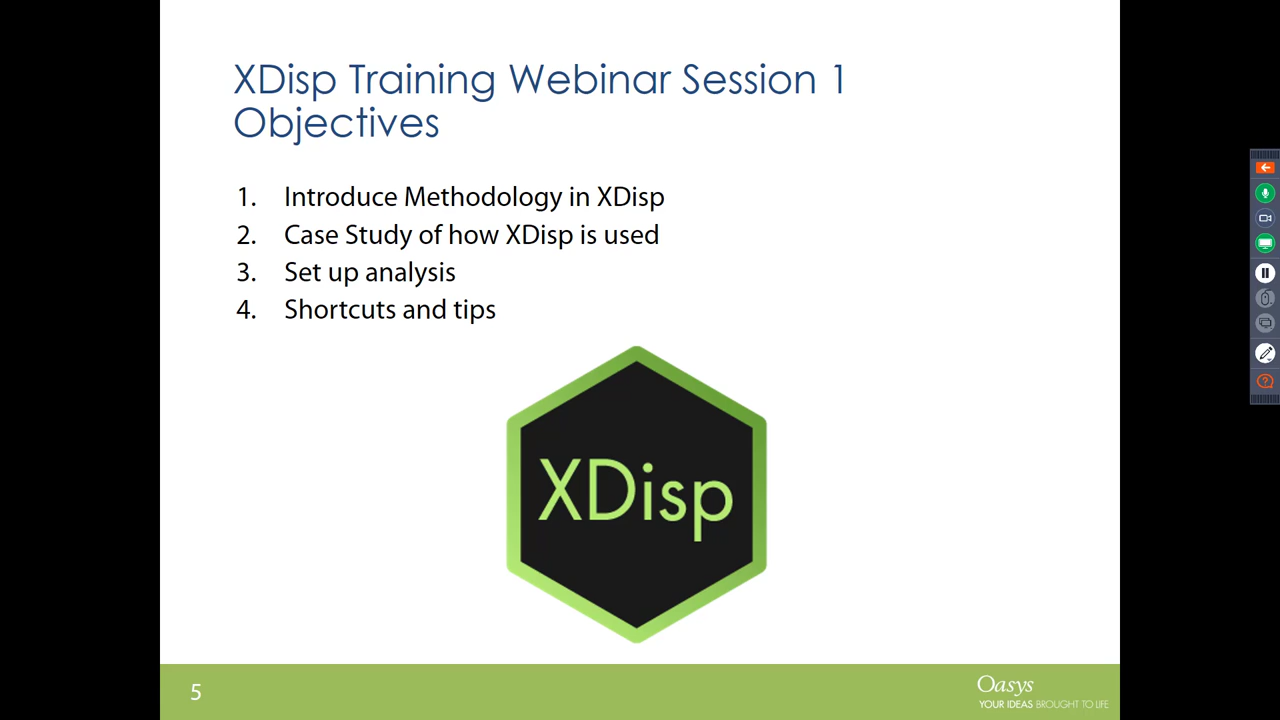 XDisp Training Webinar Session 1
Objectives
1. Introduce Methodology in XDisp
2. Case Study of how XDisp is used
3. Set up analysis
4. Shortcuts and tips
XDisp
5
Oasys
YOUR IDEAS BROUGHT TO LIFE